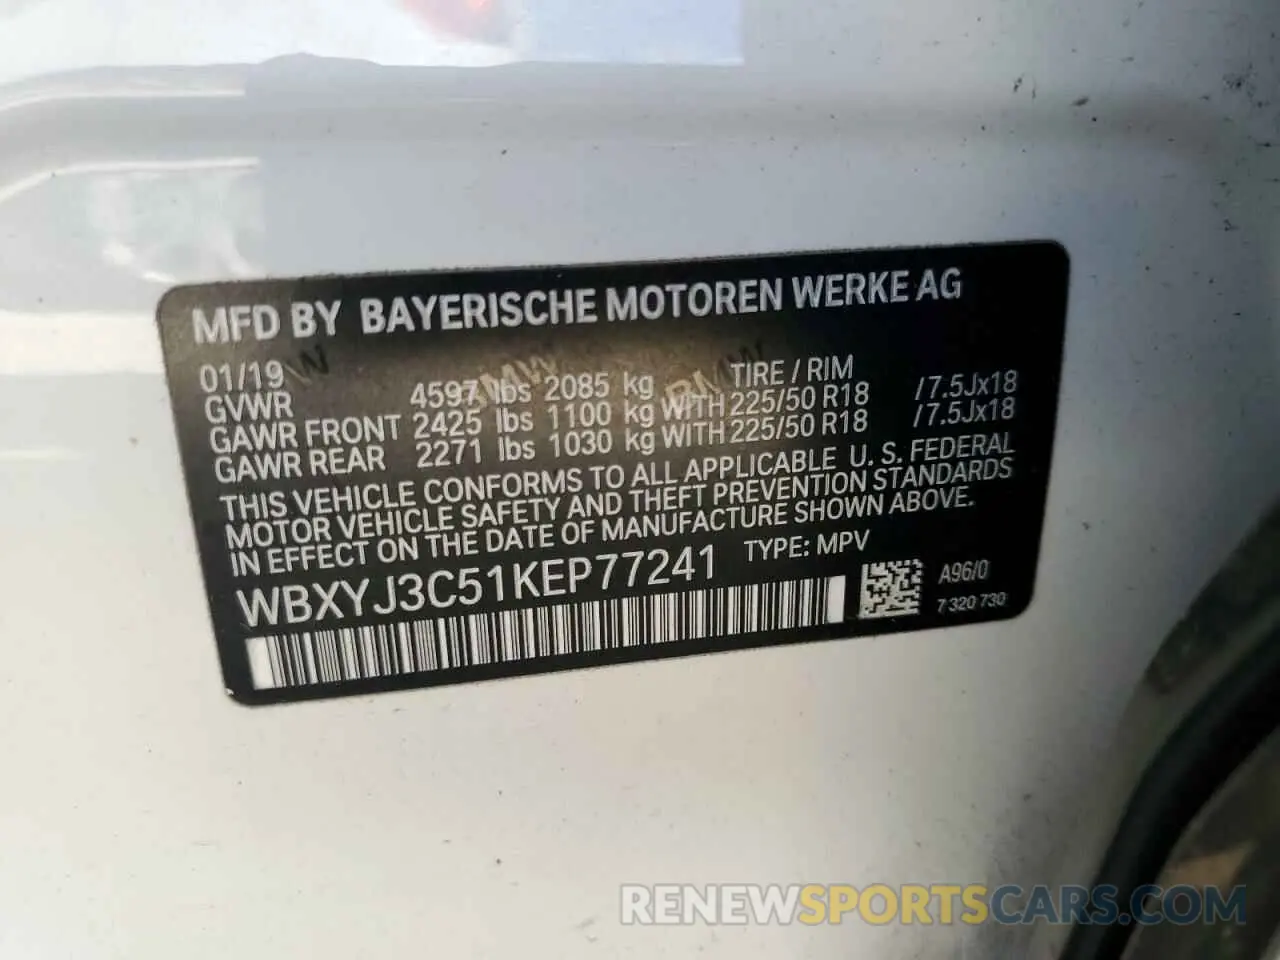 MFD BY BAYERISCHE MOTOREN WERKE AG
01/19 TIRE / RIM
GVWR 4597 lbs 2085 kg
GAWR FRONT 2425 lbs 1100 kg WITH 225/50 R18 /7.5Jx18
GAWR REAR 2271 lbs 1030 kg WITH 225/50 R18 /7.5Jx18
THIS VEHICLE CONFORMS TO ALL APPLICABLE U. S. FEDERAL
MOTOR VEHICLE SAFETY AND THEFT PREVENTION STANDARDS
IN EFFECT ON THE DATE OF MANUFACTURE SHOWN ABOVE.
WBXYJ3C51KEP77241 TYPE: MPV
A96/0
7 320 730
RENEWSPORTSCARS.COM